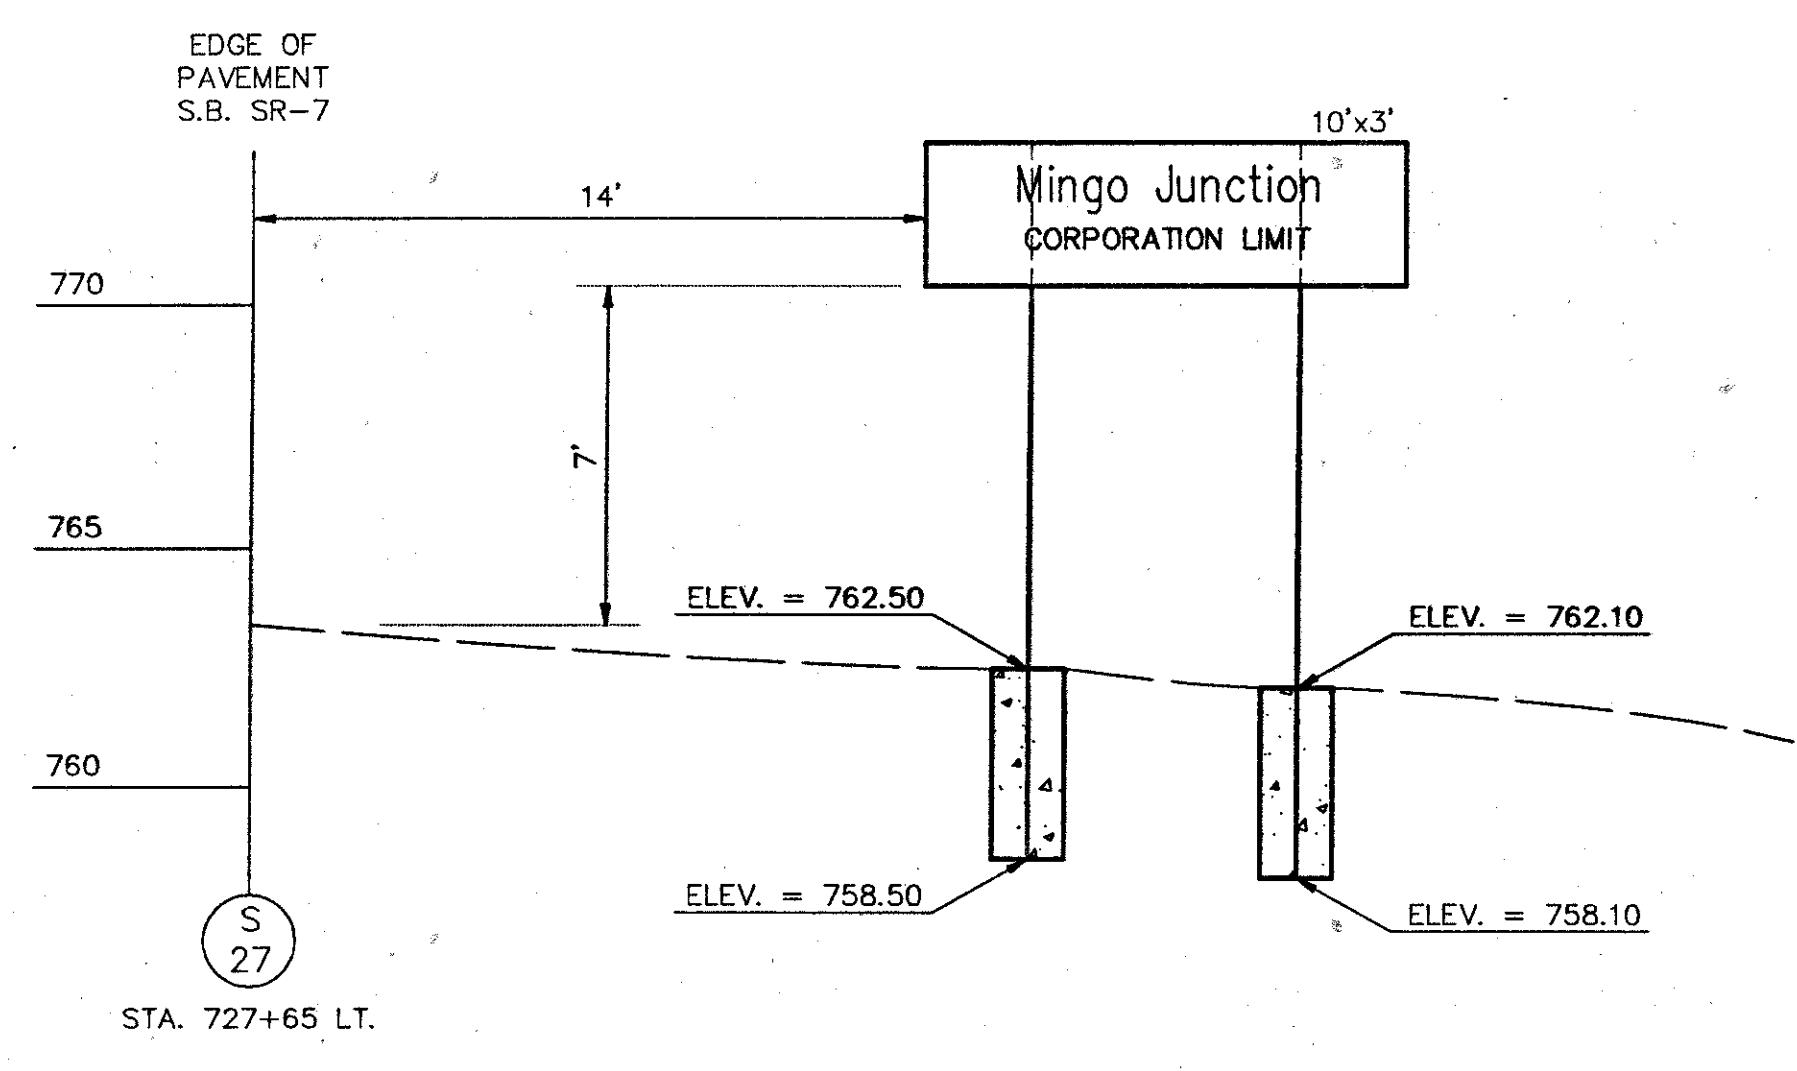 EDGE OF
PAVEMENT
S.B. SR-7
10'x3'
Mingo Junction
CORPORATION LIMIT
14'
770
7'
765
ELEV. = 762.50
ELEV. = 762.10
760
ELEV. = 758.50
ELEV. = 758.10
S
27
STA. 727+65 LT.